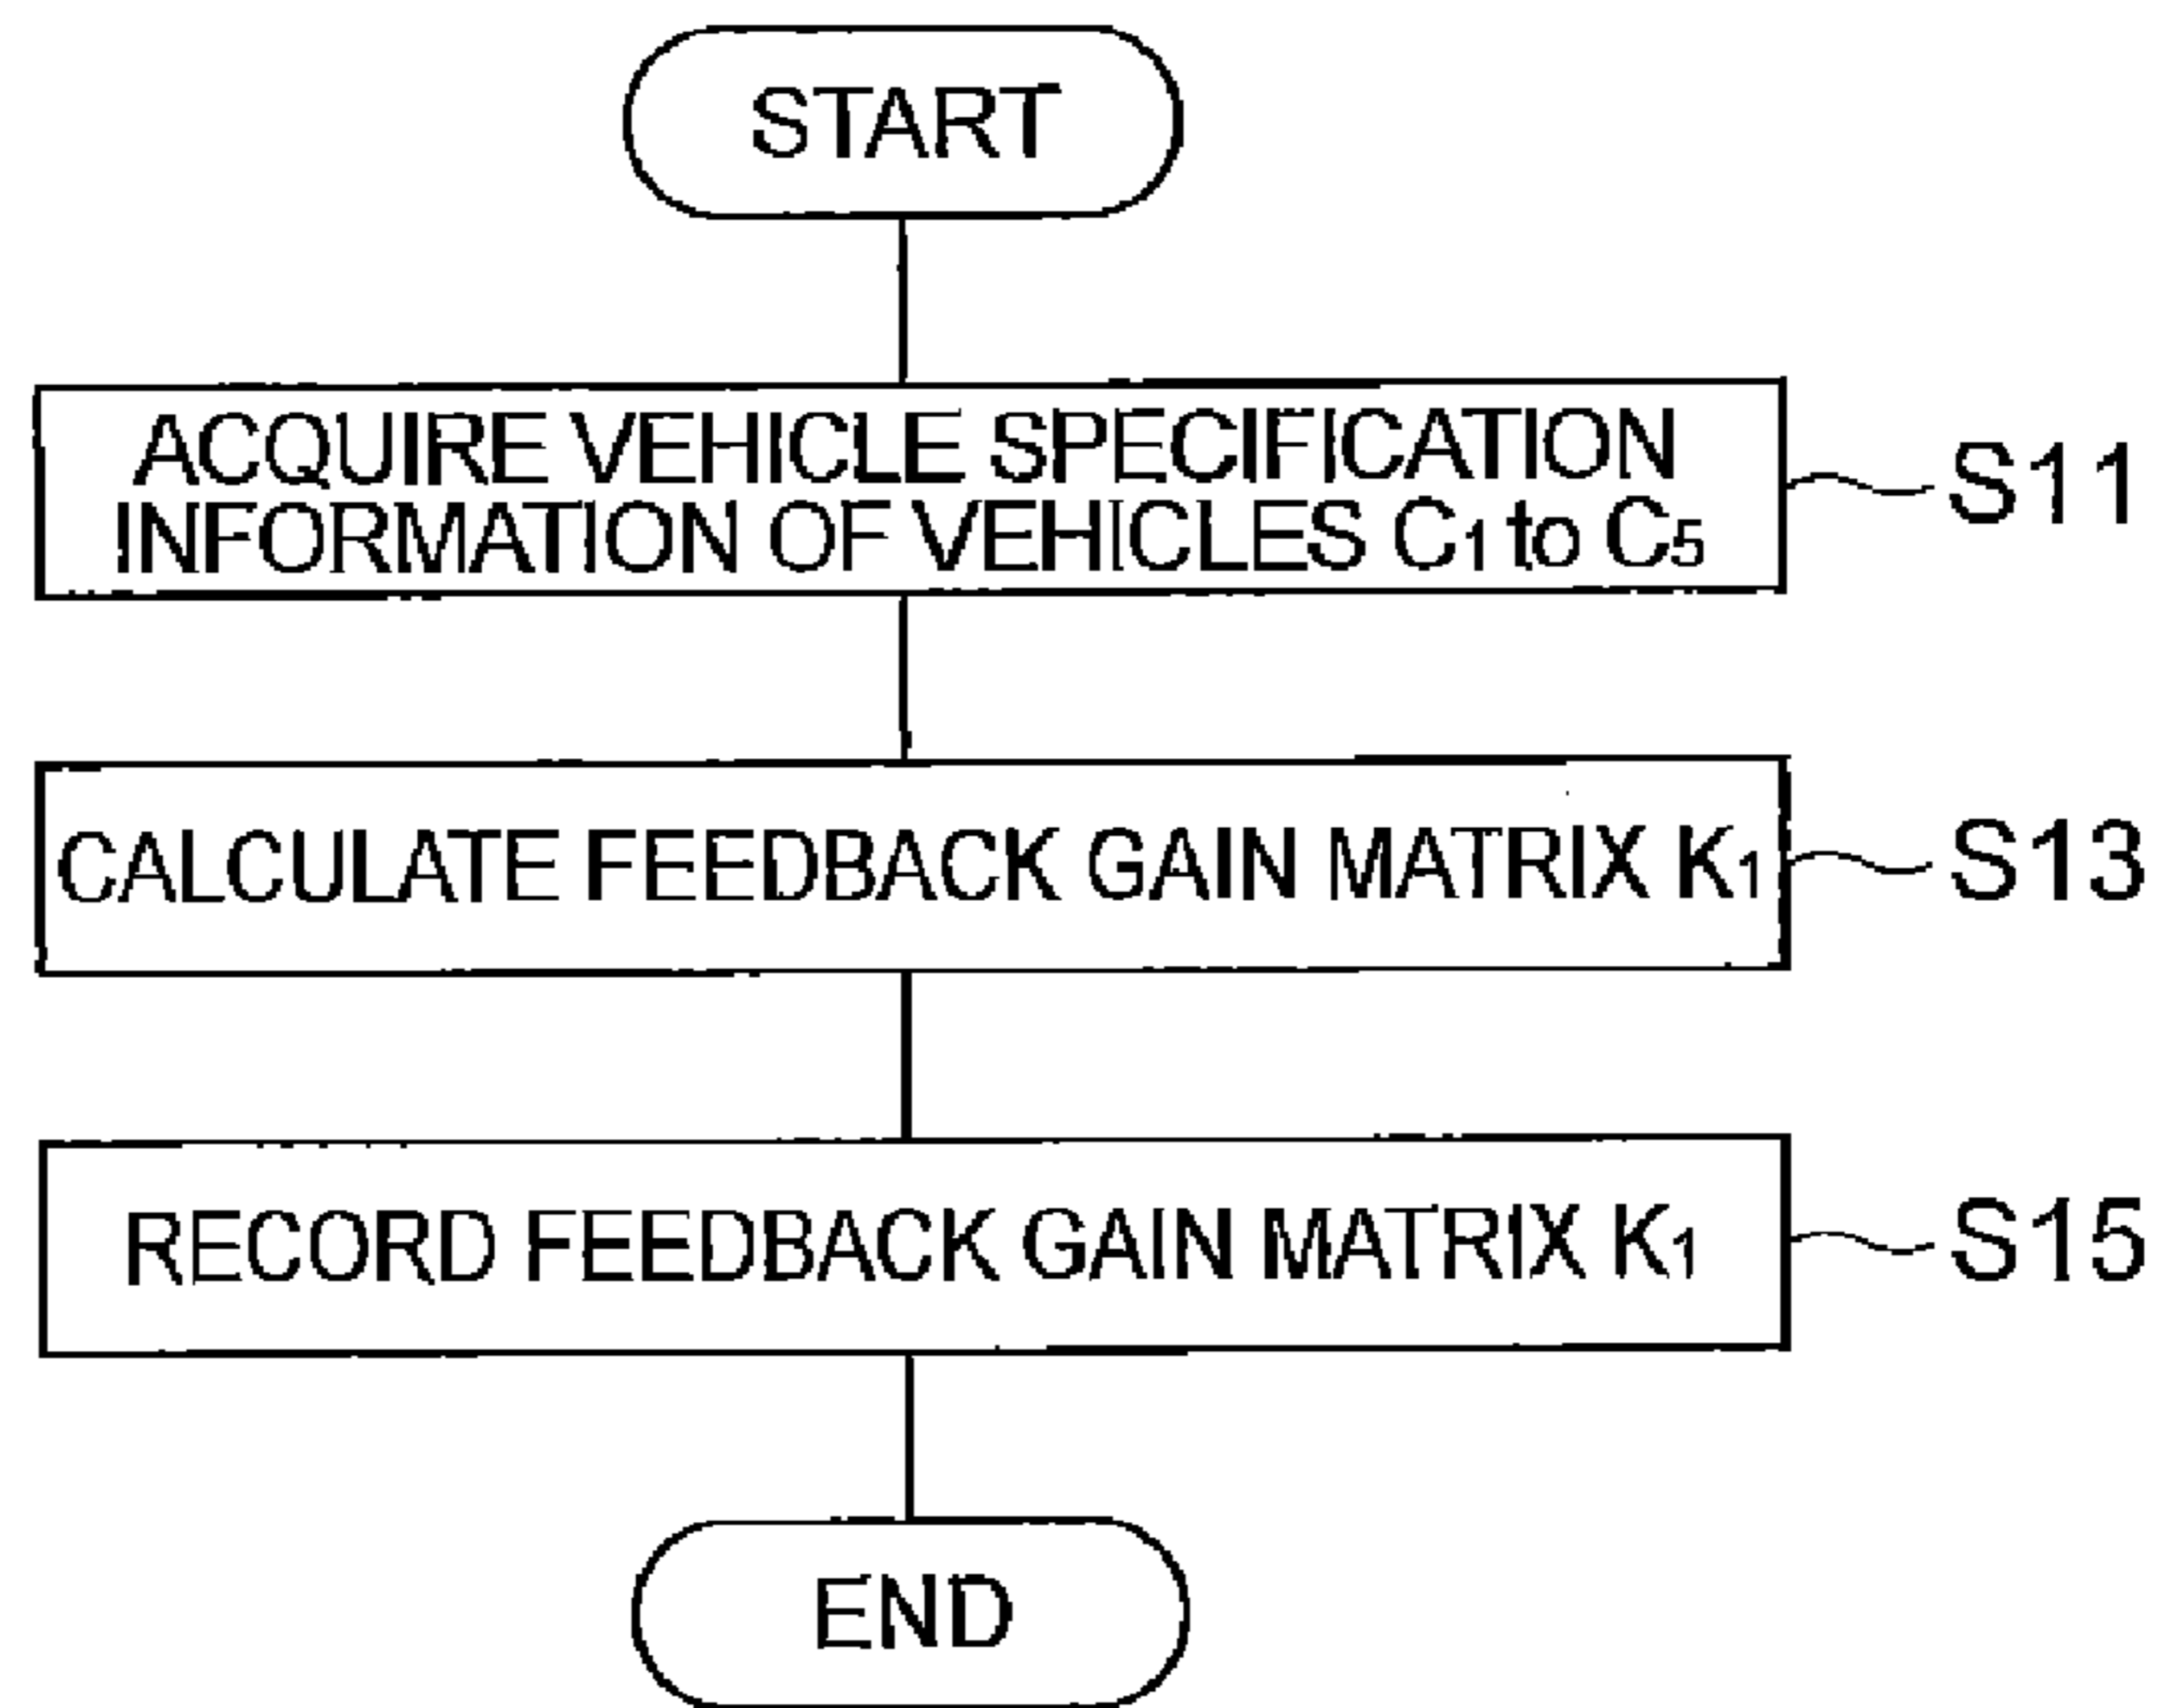 START
ACQUIRE VEHICLE SPECIFICATION
INFORMATION OF VEHICLES C₁ to C₅
S11
CALCULATE FEEDBACK GAIN MATRIX K₁
S13
RECORD FEEDBACK GAIN MATRIX K₁
S15
END